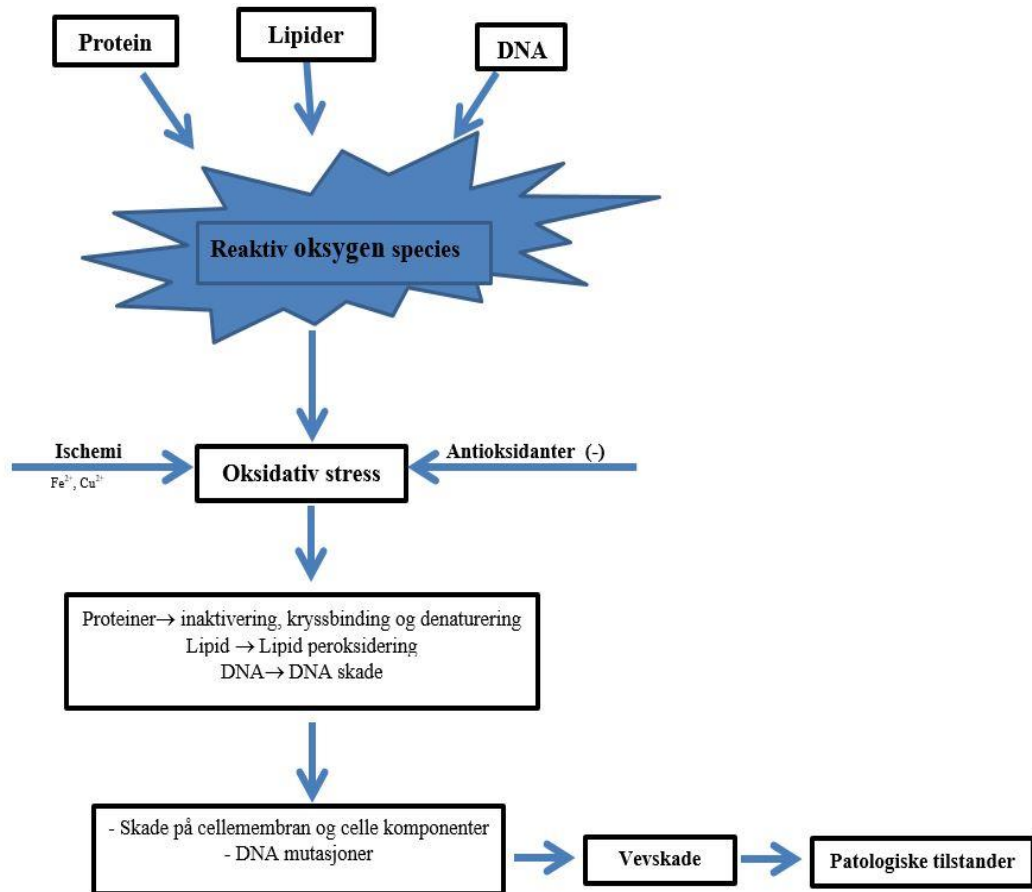 Protein
Lipider
DNA
Reaktiv oksygen species
Ischemi
Fe²⁺, Cu²⁺
Oksidativ stress
Antioksidanter (-)
Proteiner→ inaktivering, kryssbinding og denaturering
Lipid → Lipid peroksidering
DNA→ DNA skade
- Skade på cellemembran og celle komponenter
- DNA mutasjoner
Vevskade
Patologiske tilstander